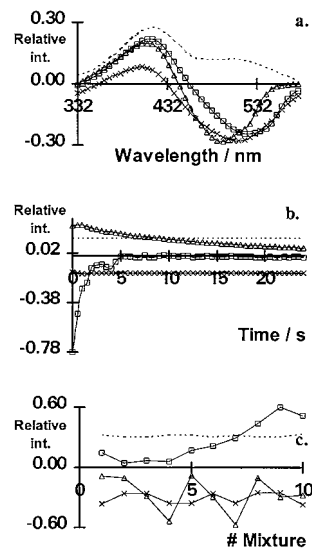 a.
Relative
int.
0.30
0.00
-0.30
332
432
532
Wavelength / nm
b.
Relative
int.
0.02
-0.38
-0.78
0
5
10
15
20
Time / s
c.
0.60
Relative
int.
0.00
-0.60
0
5
10
# Mixture